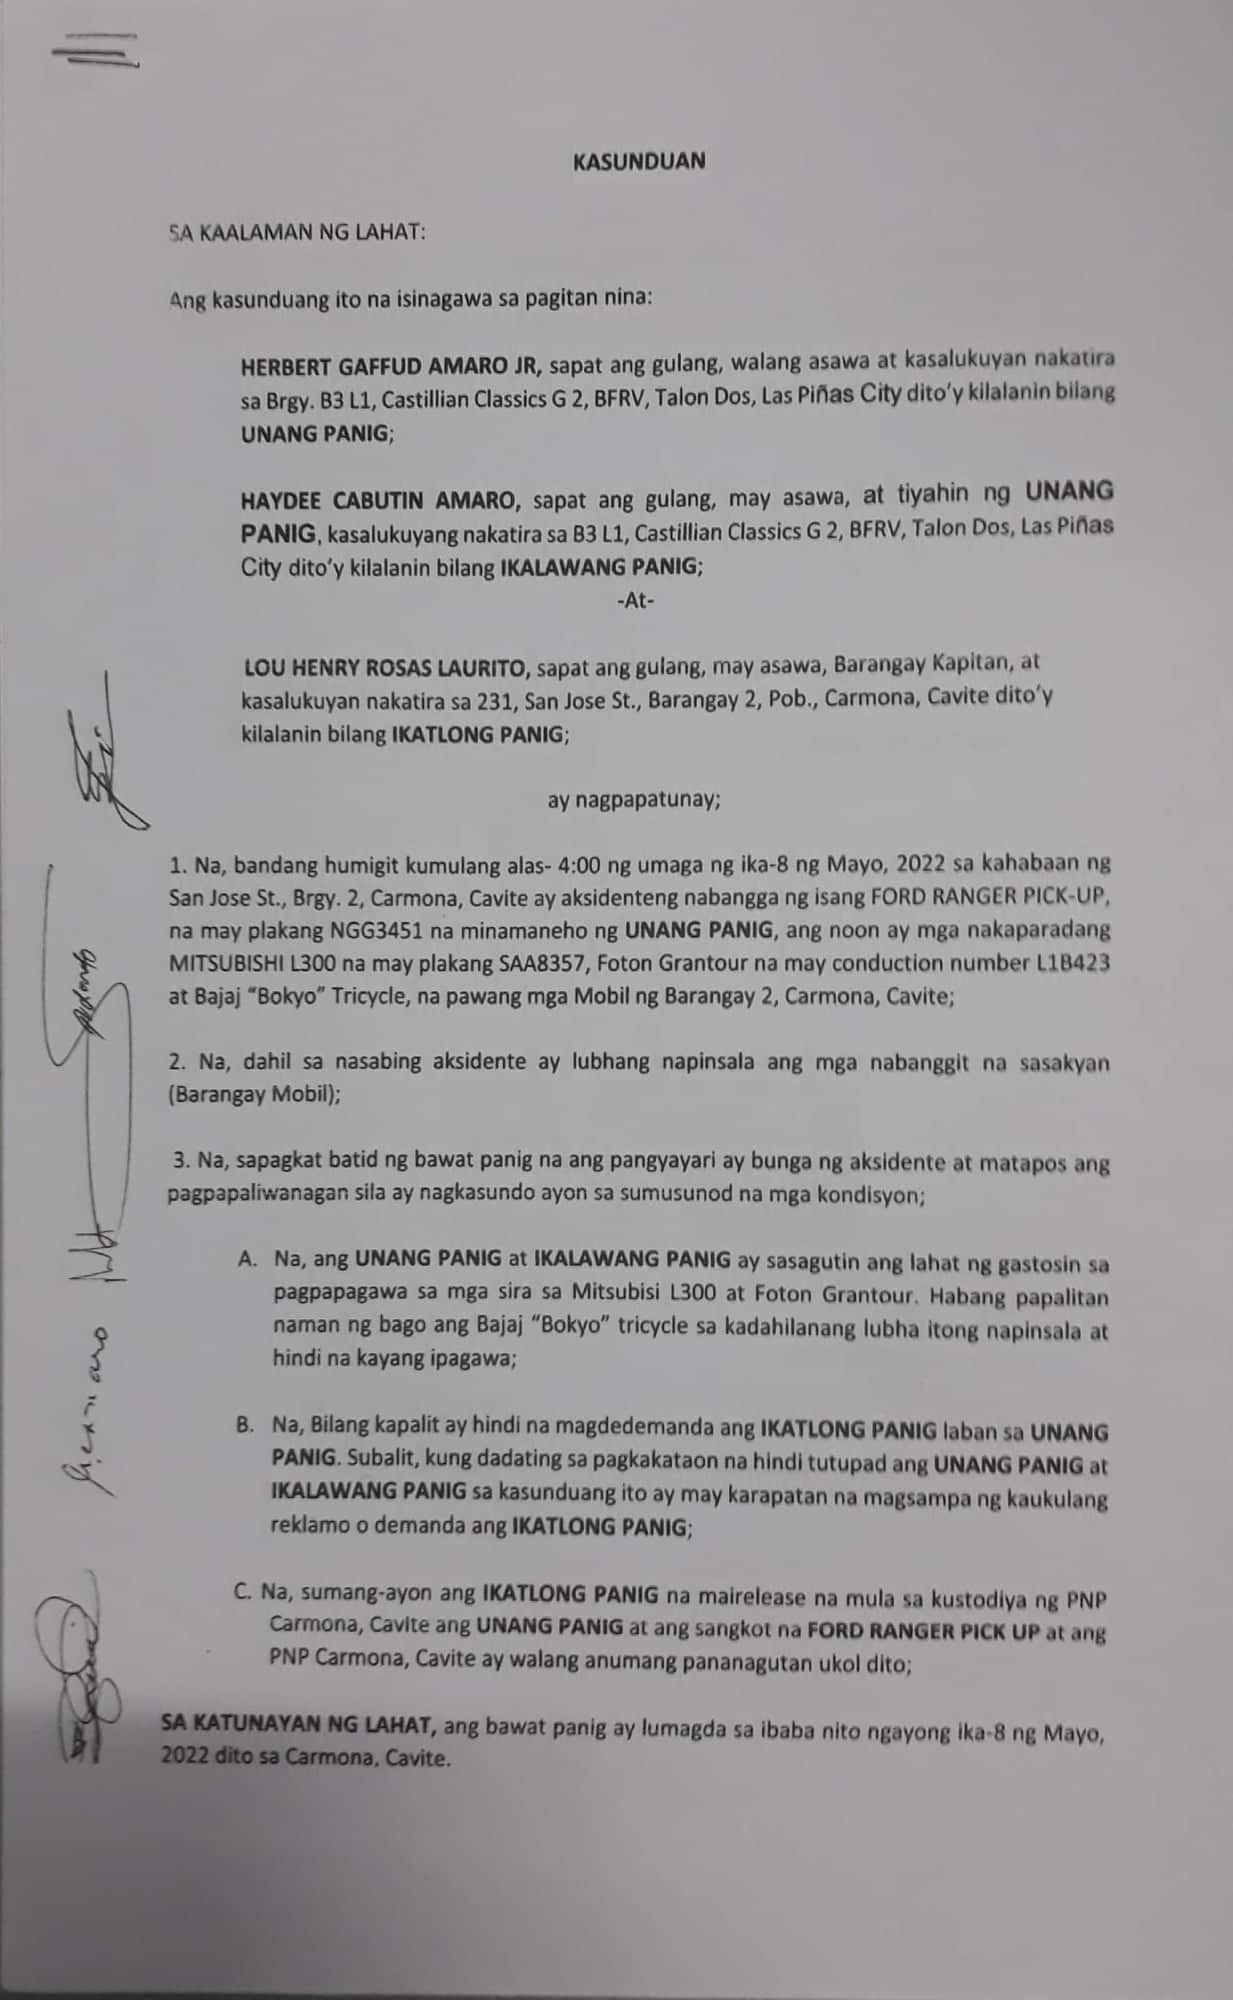 KASUNDUAN
SA KAALAMAN NG LAHAT:
Ang kasunduang ito na isinagawa sa pagitan nina:
HERBERT GAFFUD AMARO JR, sapat ang gulang, walang asawa at kasalukuyan nakatira
sa Brgy. B3 L1, Castillian Classics G 2, BFRV, Talon Dos, Las Piñas City dito'y kilalanin bilang
UNANG PANIG;
HAYDEE CABUTIN AMARO, sapat ang gulang, may asawa, at tiyahin ng UNANG
PANIG, kasalukuyang nakatira sa B3 L1, Castillian Classics G 2, BFRV, Talon Dos, Las Piñas
City dito'y kilalanin bilang IKALAWANG PANIG;
-At-
LOU HENRY ROSAS LAURITO, sapat ang gulang, may asawa, Barangay Kapitan, at
kasalukuyan nakatira sa 231, San Jose St., Barangay 2, Pob., Carmona, Cavite dito'y
kilalanin bilang IKATLONG PANIG;
ay nagpapatunay;
1. Na, bandang humigit kumulang alas- 4:00 ng umaga ng ika-8 ng Mayo, 2022 sa kahabaan ng
San Jose St., Brgy. 2, Carmona, Cavite ay aksidenteng nabangga ng isang FORD RANGER PICK-UP,
na may plakang NGG3451 na minamaneho ng UNANG PANIG, ang noon ay mga nakaparadang
MITSUBISHI L300 na may plakang SAA8357, Foton Grantour na may conduction number L1B423
at Bajaj “Bokyo” Tricycle, na pawang mga Mobil ng Barangay 2, Carmona, Cavite;
2. Na, dahil sa nasabing aksidente ay lubhang napinsala ang mga nabanggit na sasakyan
(Barangay Mobil);
3. Na, sapagkat batid ng bawat panig na ang pangyayari ay bunga ng aksidente at matapos ang
pagpapaliwanagan sila ay nagkasundo ayon sa sumusunod na mga kondisyon;
A. Na, ang UNANG PANIG at IKALAWANG PANIG ay sasagutin ang lahat ng gastosin sa
pagpapagawa sa mga sira sa Mitsubisi L300 at Foton Grantour. Habang papalitan
naman ng bago ang Bajaj “Bokyo” tricycle sa kadahilanang lubha itong napinsala at
hindi na kayang ipagawa;
B. Na, Bilang kapalit ay hindi na magdedemanda ang IKATLONG PANIG laban sa UNANG
PANIG. Subalit, kung dadating sa pagkakataon na hindi tutupad ang UNANG PANIG at
IKALAWANG PANIG sa kasunduang ito ay may karapatan na magsampa ng kaukulang
reklamo o demanda ang IKATLONG PANIG;
C. Na, sumang-ayon ang IKATLONG PANIG na mairelease na mula sa kustodiya ng PNP
Carmona, Cavite ang UNANG PANIG at ang sangkot na FORD RANGER PICK UP at ang
PNP Carmona, Cavite ay walang anumang pananagutan ukol dito;
SA KATUNAYAN NG LAHAT, ang bawat panig ay lumagda sa ibaba nito ngayong ika-8 ng Mayo,
2022 dito sa Carmona, Cavite.